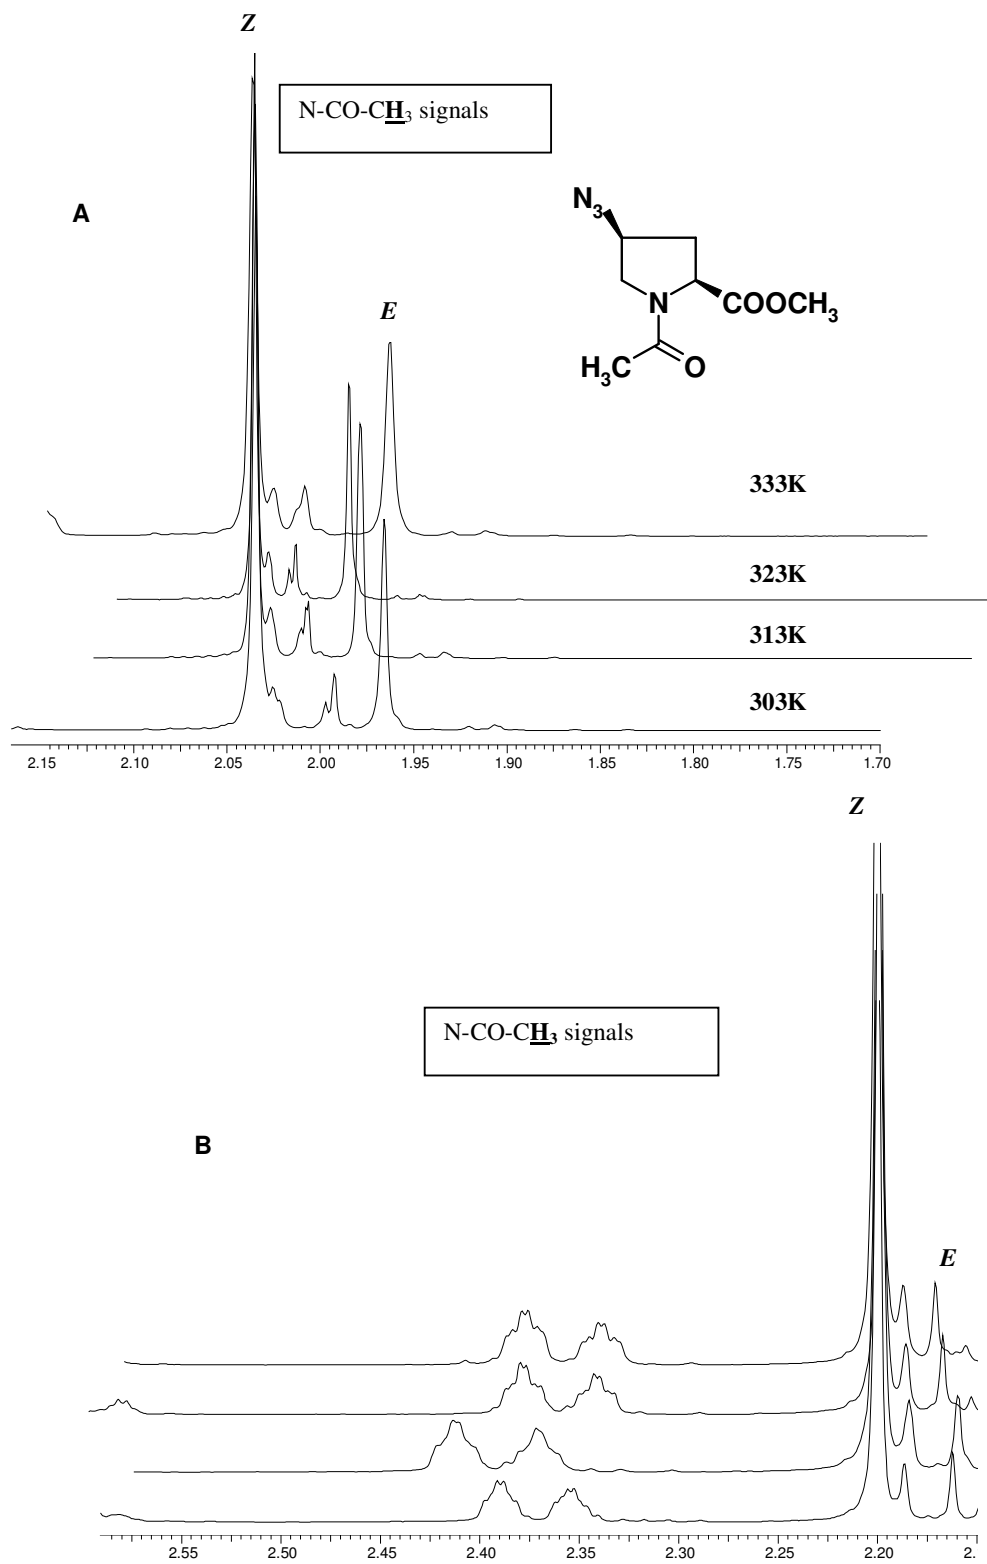 Z
N-CO-CH3 signals
A
N3
E
N
COOCH3
H3C
O
333K
323K
313K
303K
2.15 2.10 2.05 2.00 1.95 1.90 1.85 1.80 1.75 1.70
Z
N-CO-CH3 signals
B
E
2.55 2.50 2.45 2.40 2.35 2.30 2.25 2.20 2.